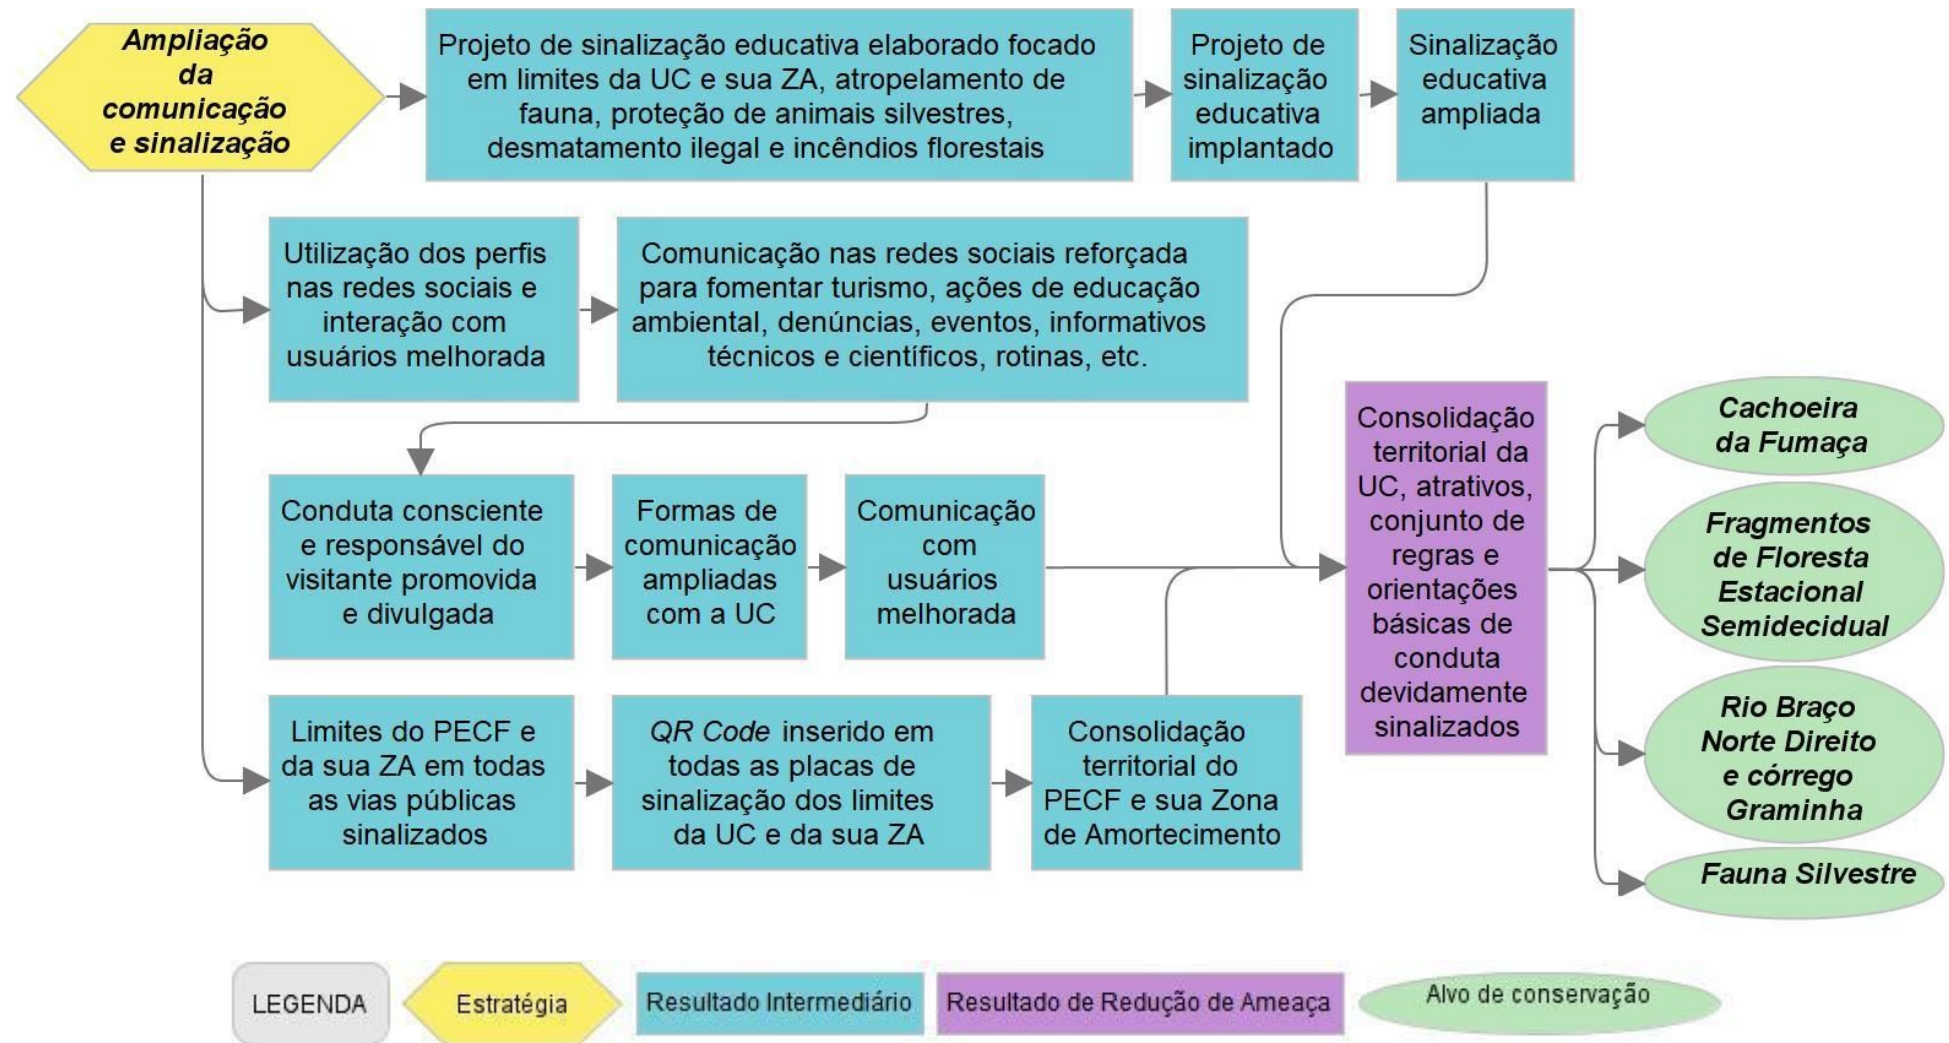 Ampliação
da
comunicação
e sinalização
Projeto de sinalização educativa elaborado focado
em limites da UC e sua ZA, atropelamento de
fauna, proteção de animais silvestres,
desmatamento ilegal e incêndios florestais
Projeto de
sinalização
educativa
implantado
Sinalização
educativa
ampliada
Utilização dos perfis
nas redes sociais e
interação com
usuários melhorada
Comunicação nas redes sociais reforçada
para fomentar turismo, ações de educação
ambiental, denúncias, eventos, informativos
técnicos e científicos, rotinas, etc.
Conduta consciente
e responsável do
visitante promovida
e divulgada
Formas de
comunicação
ampliadas
com a UC
Comunicação
com
usuários
melhorada
Limites do PECF e
da sua ZA em todas
as vias públicas
sinalizados
QR Code inserido em
todas as placas de
sinalização dos limites
da UC e da sua ZA
Consolidação
territorial do
PECF e sua Zona
de Amortecimento
Consolidação
territorial da
UC, atrativos,
conjunto de
regras e
orientações
básicas de
conduta
devidamente
sinalizados
Cachoeira
da Fumaça
Fragmentos
de Floresta
Estacional
Semidecidual
Rio Braço
Norte Direito
e córrego
Graminha
Fauna Silvestre
LEGENDA
Estratégia
Resultado Intermediário
Resultado de Redução de Ameaça
Alvo de conservação